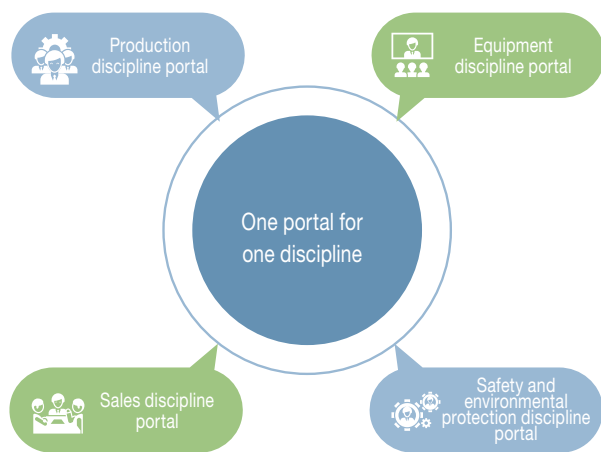 Production
discipline portal
Equipment
discipline portal
One portal for
one discipline
Sales discipline
portal
Safety and
environmental
protection discipline
portal